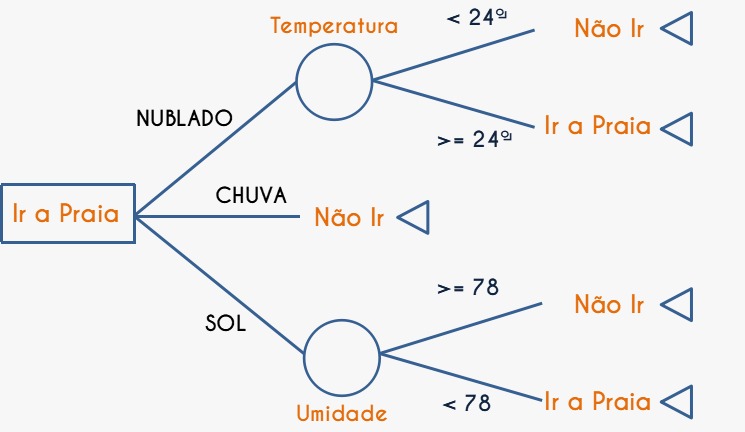 Temperatura
< 24º
Não Ir
NUBLADO
>= 24º
Ir a Praia
Ir a Praia
CHUVA
Não Ir
SOL
>= 78
Não Ir
Umidade
< 78
Ir a Praia